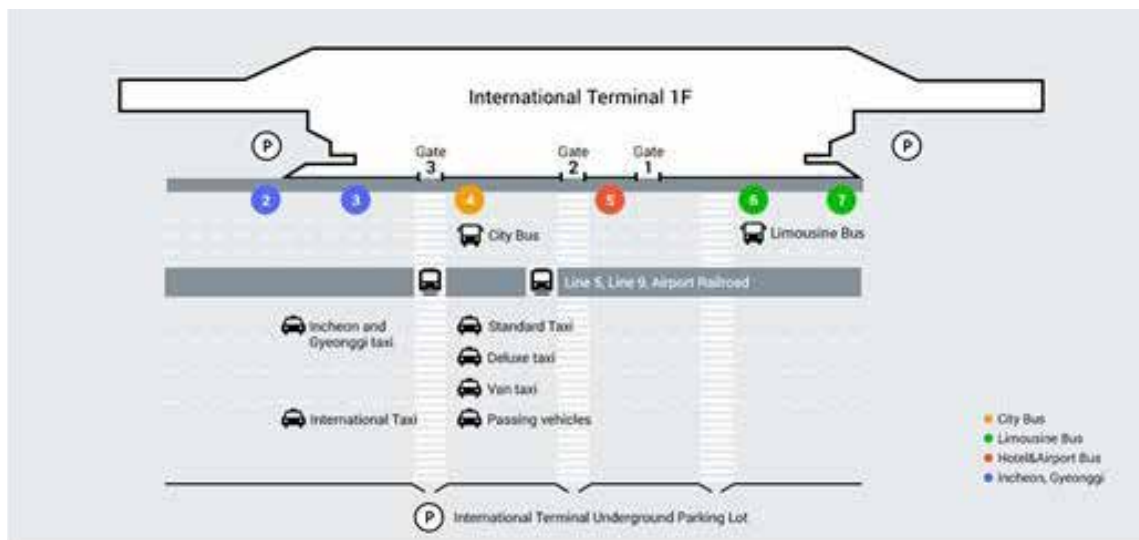 International Terminal 1F
P
P
Gate
3
Gate
2
Gate
1
2
3
4
5
6
7
City Bus
Limousine Bus
Line 5, Line 9, Airport Railroad
Incheon and
Gyeonggi taxi
Standard Taxi
Deluxe taxi
Van taxi
International Taxi
Passing vehicles
City Bus
Limousine Bus
Hotel&Airport Bus
Incheon, Gyeonggi
P
International Terminal Underground Parking Lot